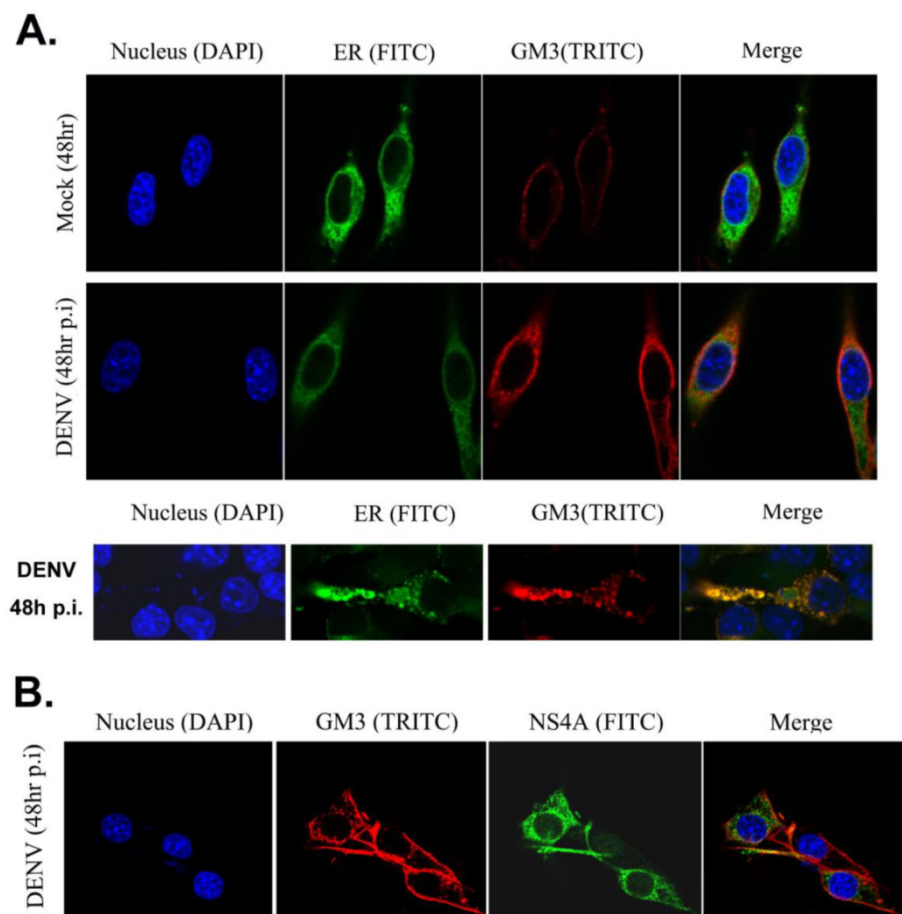 A.
Nucleus (DAPI) ER (FITC) GM3(TRITC) Merge
Mock (48hr)
DENV (48hr p.i)
Nucleus (DAPI) ER (FITC) GM3(TRITC) Merge
DENV
48h p.i.
B.
Nucleus (DAPI) GM3 (TRITC) NS4A (FITC) Merge
DENV (48hr p.i)